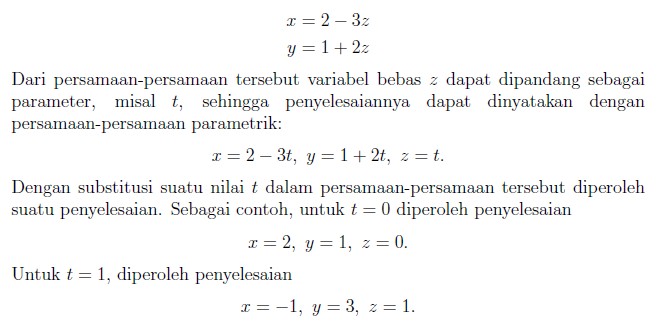 x = 2 − 3z
y = 1 + 2z
Dari persamaan-persamaan tersebut variabel bebas z dapat dipandang sebagai
parameter, misal t, sehingga penyelesaiannya dapat dinyatakan dengan
persamaan-persamaan parametrik:
x = 2 − 3t, y = 1 + 2t, z = t.
Dengan substitusi suatu nilai t dalam persamaan-persamaan tersebut diperoleh
suatu penyelesaian. Sebagai contoh, untuk t = 0 diperoleh penyelesaian
x = 2, y = 1, z = 0.
Untuk t = 1, diperoleh penyelesaian
x = −1, y = 3, z = 1.